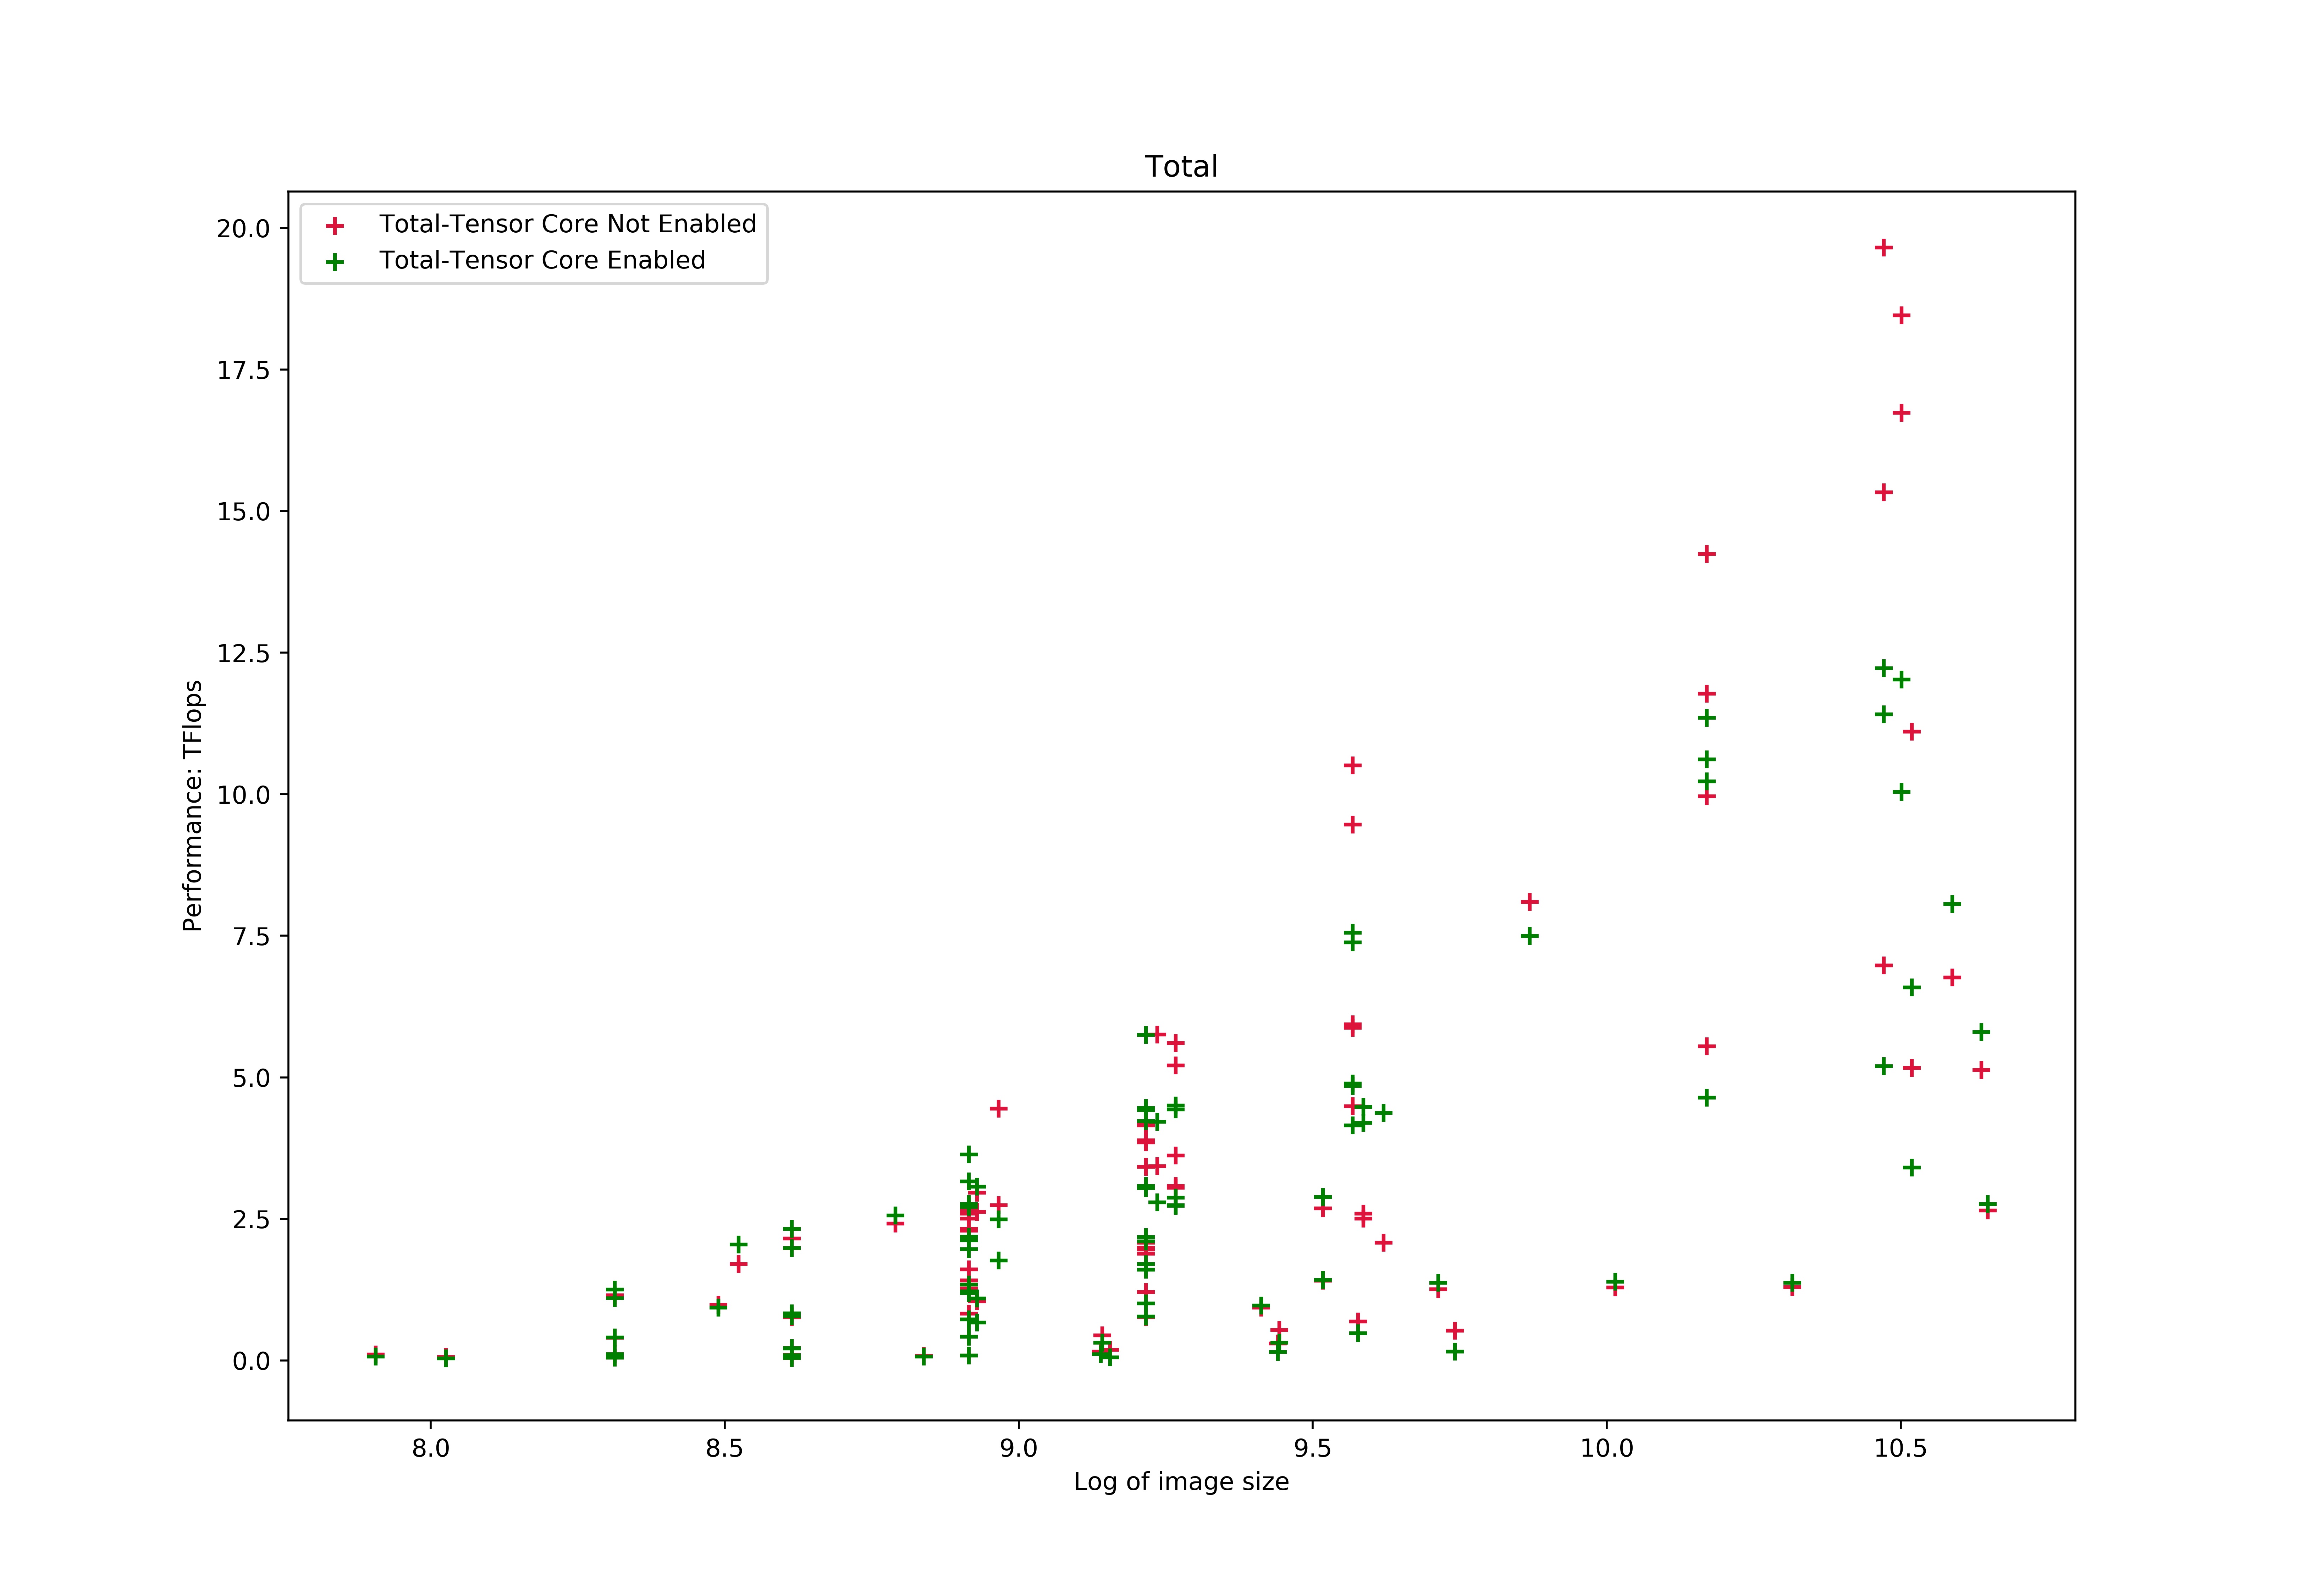 Total
Total-Tensor Core Not Enabled
Total-Tensor Core Enabled
Performance: TFlops
20.0
17.5
15.0
12.5
10.0
7.5
5.0
2.5
0.0
8.0 8.5 9.0 9.5 10.0 10.5
Log of image size